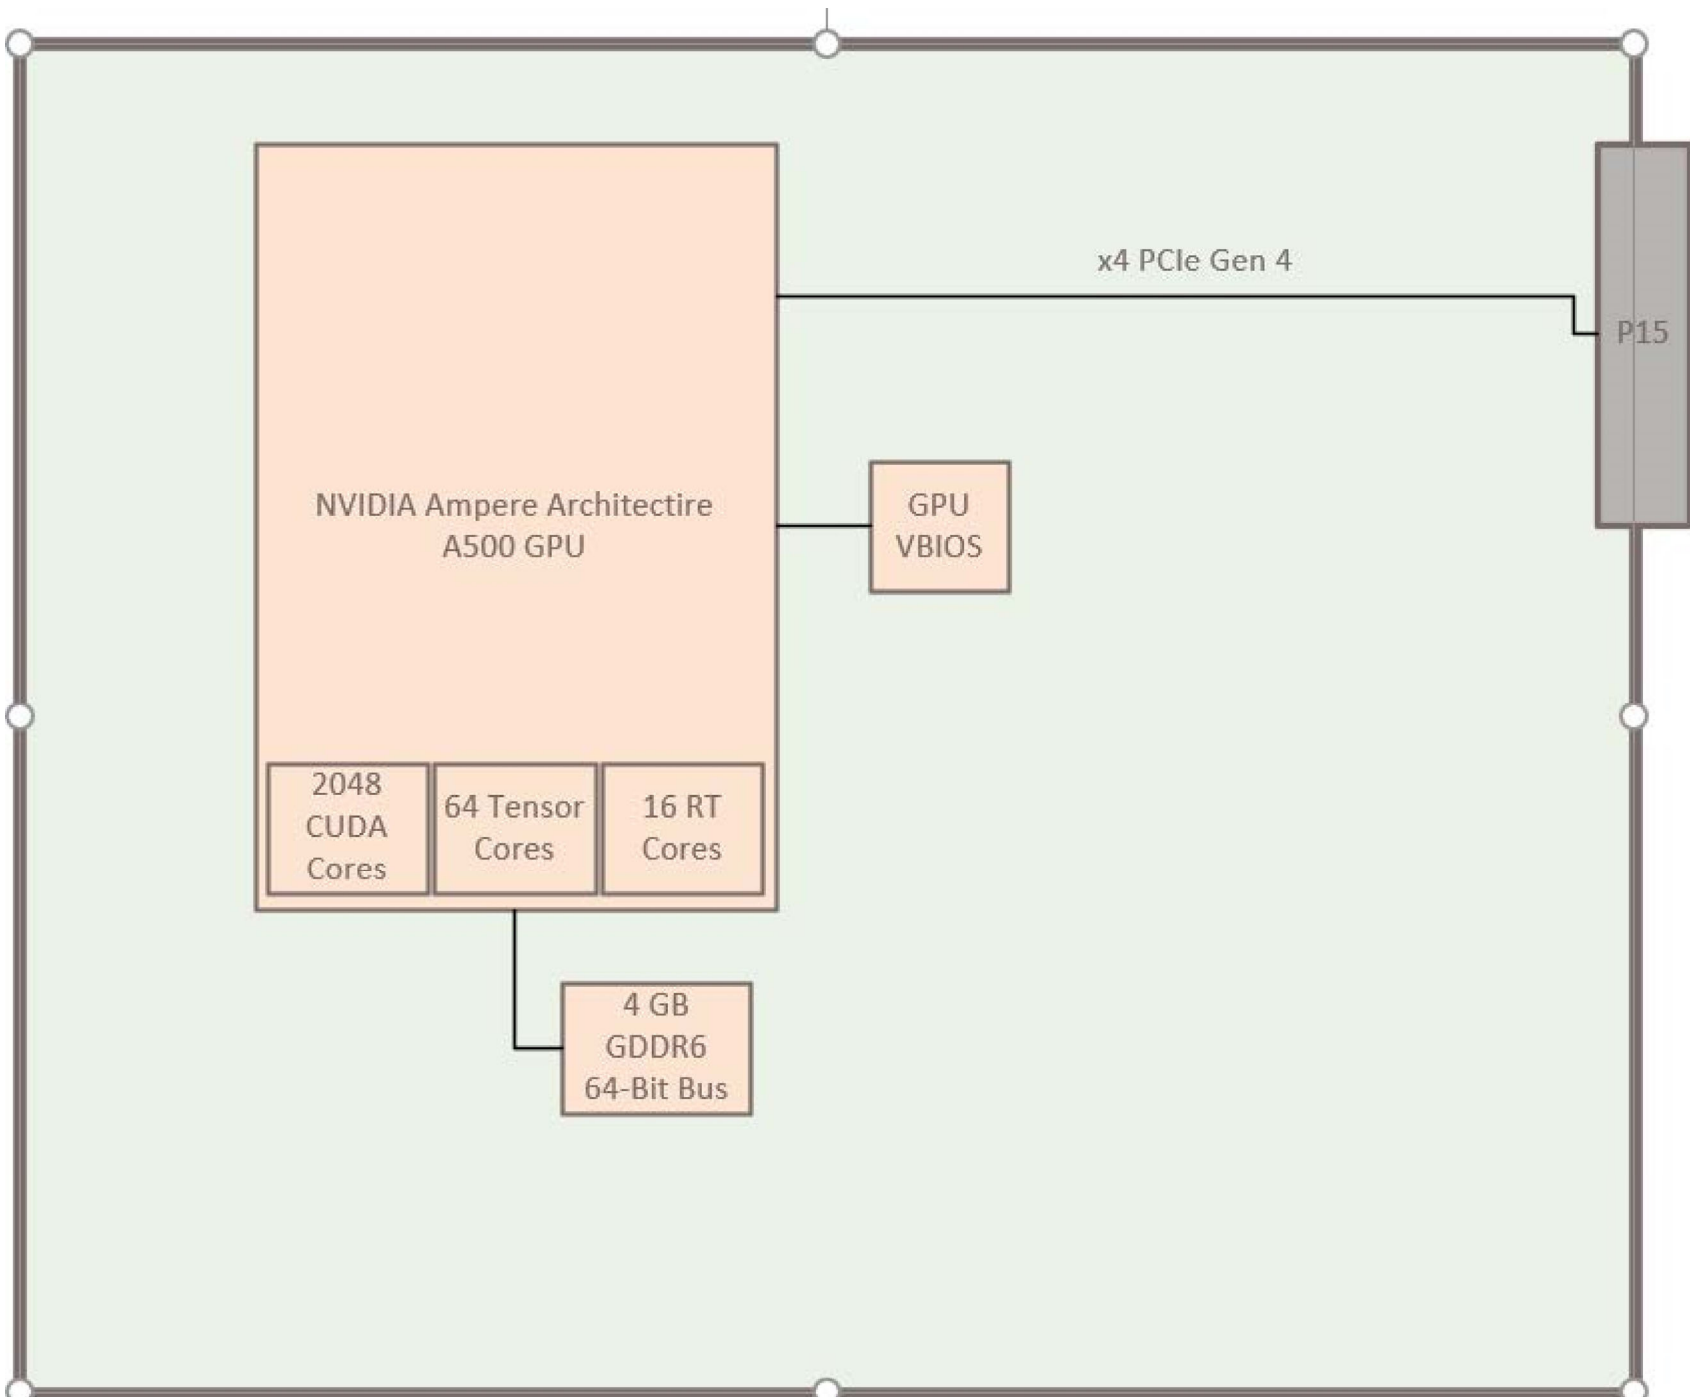 x4 PCIe Gen 4
P15
NVIDIA Ampere Architectire
A500 GPU
GPU
VBIOS
2048
CUDA
Cores
64 Tensor
Cores
16 RT
Cores
4 GB
GDDR6
64-Bit Bus